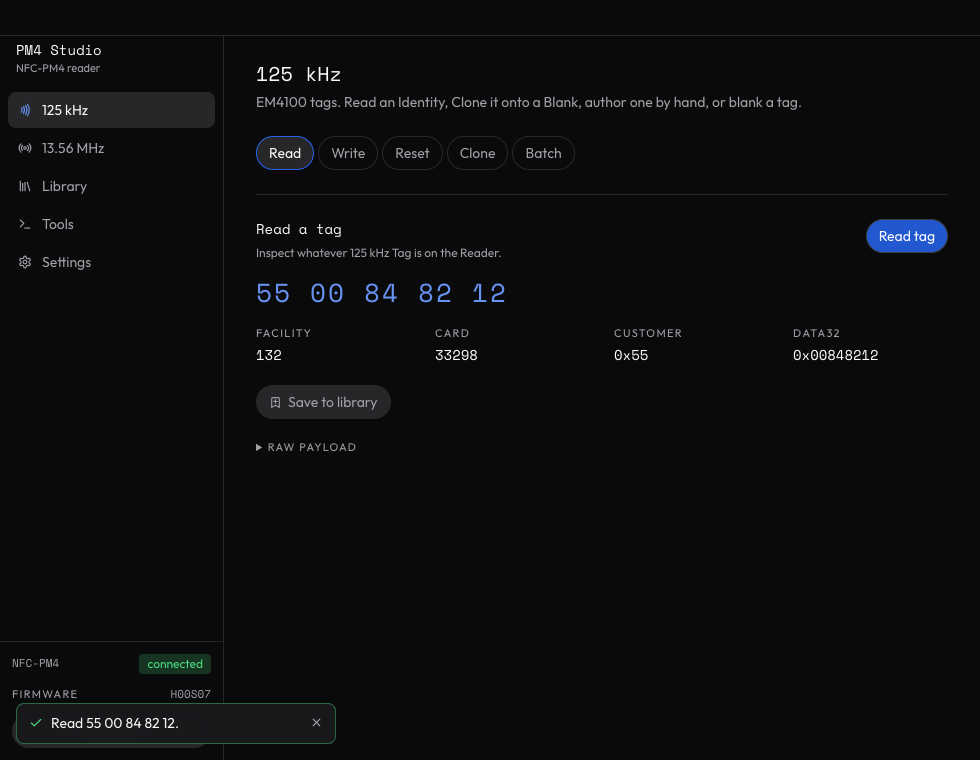 PM4 Studio
NFC-PM4 reader
125 kHz
13.56 MHz
Library
Tools
Settings
NFC-PM4
connected
FIRMWARE
H00S07
125 kHz
EM4100 tags. Read an Identity, Clone it onto a Blank, author one by hand, or blank a tag.
Read
Write
Reset
Clone
Batch
Read a tag
Inspect whatever 125 kHz Tag is on the Reader.
Read tag
55 00 84 82 12
FACILITY
132
CARD
33298
CUSTOMER
0x55
DATA32
0x00848212
Save to library
RAW PAYLOAD
Read 55 00 84 82 12.